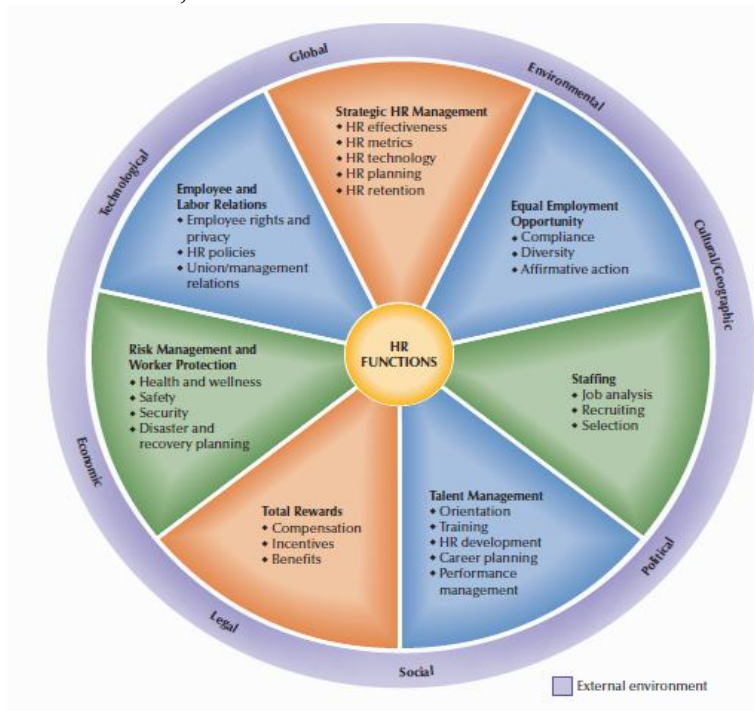 Global
Environmental
Cultural/Geographic
Political
Social
Legal
Economic
Technological
Strategic HR Management
◆ HR effectiveness
◆ HR metrics
◆ HR technology
◆ HR planning
◆ HR retention
Equal Employment
Opportunity
◆ Compliance
◆ Diversity
◆ Affirmative action
Staffing
◆ Job analysis
◆ Recruiting
◆ Selection
Talent Management
◆ Orientation
◆ Training
◆ HR development
◆ Career planning
◆ Performance
management
Total Rewards
◆ Compensation
◆ Incentives
◆ Benefits
Risk Management and
Worker Protection
◆ Health and wellness
◆ Safety
◆ Security
◆ Disaster and
recovery planning
Employee and
Labor Relations
◆ Employee rights and
privacy
◆ HR policies
◆ Union/management
relations
HR
FUNCTIONS
External environment